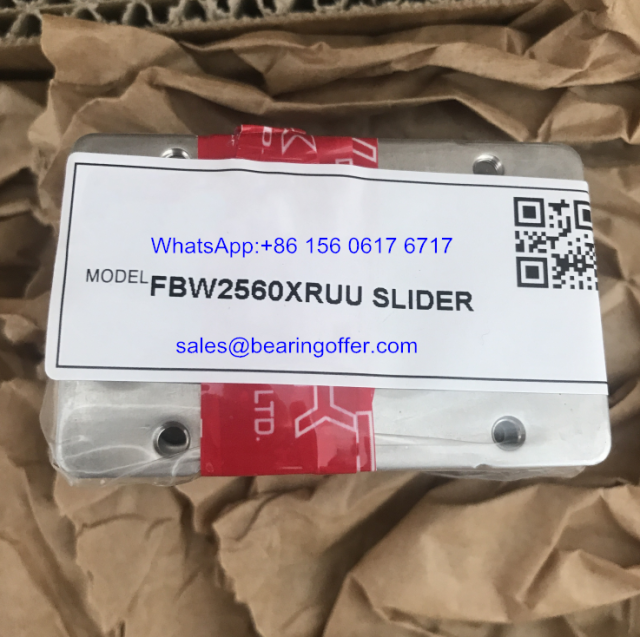 WhatsApp:+86 156 0617 6717
MODEL FBW2560XRUU SLIDER
sales@bearingoffer.com
LTD.